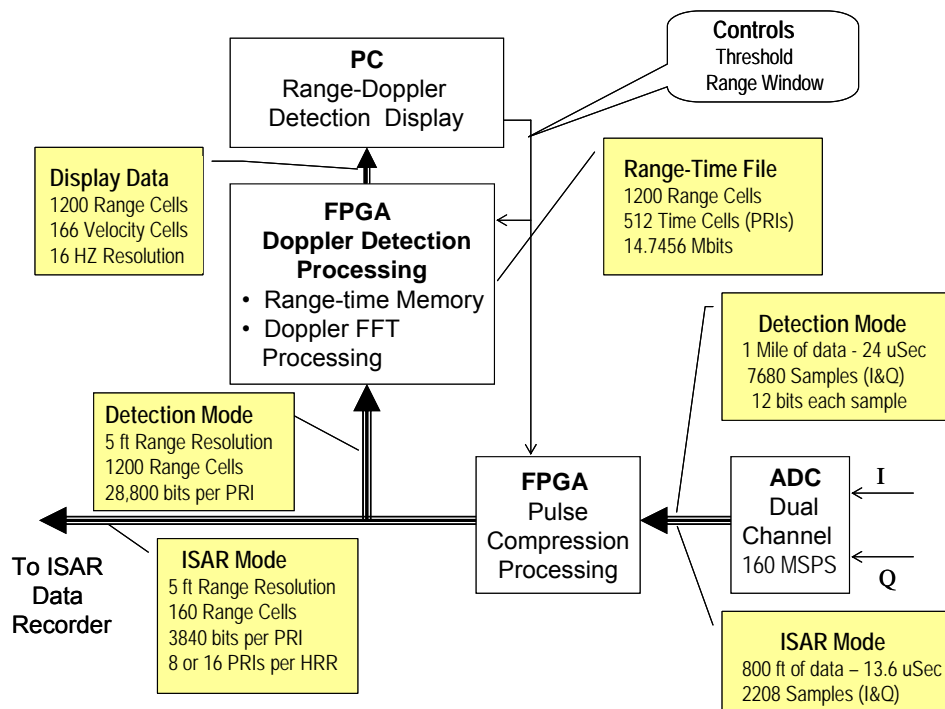 Controls
Threshold
Range Window
PC
Range-Doppler
Detection Display
Display Data
1200 Range Cells
166 Velocity Cells
16 HZ Resolution
FPGA
Doppler Detection
Processing
• Range-time Memory
• Doppler FFT
Processing
Range-Time File
1200 Range Cells
512 Time Cells (PRIs)
14.7456 Mbits
Detection Mode
1 Mile of data - 24 uSec
7680 Samples (I&Q)
12 bits each sample
Detection Mode
5 ft Range Resolution
1200 Range Cells
28,800 bits per PRI
FPGA
Pulse
Compression
Processing
ADC
Dual
Channel
160 MSPS
I
Q
To ISAR
Data
Recorder
ISAR Mode
5 ft Range Resolution
160 Range Cells
3840 bits per PRI
8 or 16 PRIs per HRR
ISAR Mode
800 ft of data – 13.6 uSec
2208 Samples (I&Q)